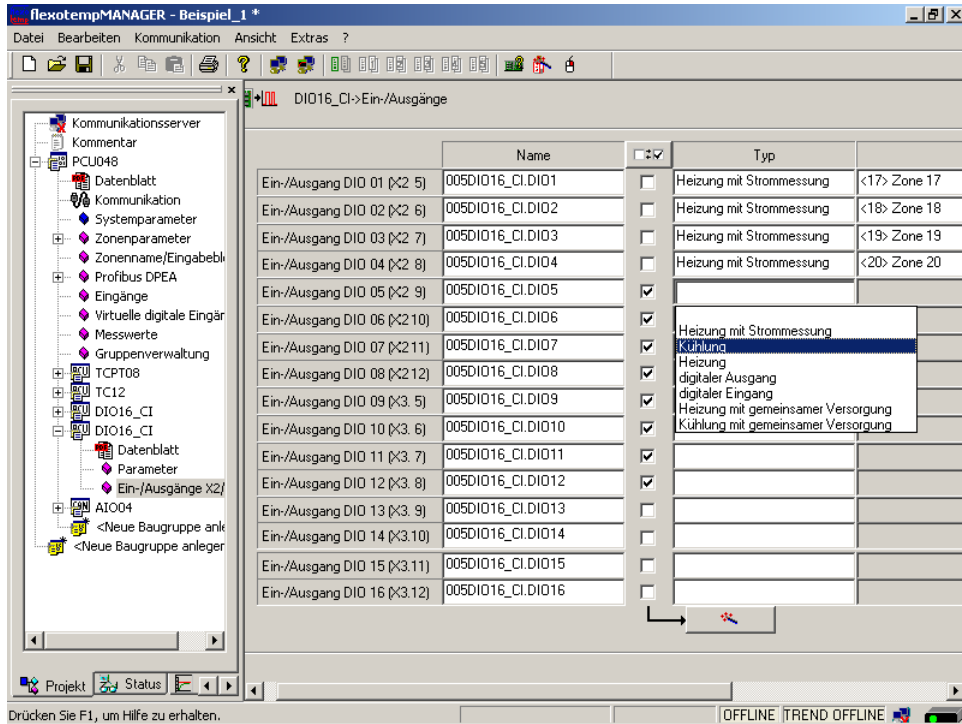 flexotempMANAGER - Beispiel_1 *
Datei Bearbeiten Kommunikation Ansicht Extras ?
DIO16_CI->Ein-/Ausgänge
Kommunikationsserver
Kommentar
PCU048
Datenblatt
Kommunikation
Systemparameter
Zonenparameter
Zonenname/Eingabebl
Profibus DPEA
Eingänge
Virtuelle digitale Eingär
Messwerte
Gruppenverwaltung
TCPT08
TC12
DIO16_CI
DIO16_CI
Datenblatt
Parameter
Ein-/Ausgänge X2/
AIO04
<Neue Baugruppe anle
<Neue Baugruppe anleger
Projekt Status
Name Typ
Ein-/Ausgang DIO 01 (X2 5) 005DIO16_CI.DIO1 Heizung mit Strommessung <17> Zone 17
Ein-/Ausgang DIO 02 (X2 6) 005DIO16_CI.DIO2 Heizung mit Strommessung <18> Zone 18
Ein-/Ausgang DIO 03 (X2 7) 005DIO16_CI.DIO3 Heizung mit Strommessung <19> Zone 19
Ein-/Ausgang DIO 04 (X2 8) 005DIO16_CI.DIO4 Heizung mit Strommessung <20> Zone 20
Ein-/Ausgang DIO 05 (X2 9) 005DIO16_CI.DIO5
Ein-/Ausgang DIO 06 (X2 10) 005DIO16_CI.DIO6
Ein-/Ausgang DIO 07 (X2 11) 005DIO16_CI.DIO7
Ein-/Ausgang DIO 08 (X2 12) 005DIO16_CI.DIO8
Ein-/Ausgang DIO 09 (X3. 5) 005DIO16_CI.DIO9
Ein-/Ausgang DIO 10 (X3. 6) 005DIO16_CI.DIO10
Ein-/Ausgang DIO 11 (X3. 7) 005DIO16_CI.DIO11
Ein-/Ausgang DIO 12 (X3. 8) 005DIO16_CI.DIO12
Ein-/Ausgang DIO 13 (X3. 9) 005DIO16_CI.DIO13
Ein-/Ausgang DIO 14 (X3.10) 005DIO16_CI.DIO14
Ein-/Ausgang DIO 15 (X3.11) 005DIO16_CI.DIO15
Ein-/Ausgang DIO 16 (X3.12) 005DIO16_CI.DIO16
Heizung mit Strommessung
Kühlung
Heizung
digitaler Ausgang
digitaler Eingang
Heizung mit gemeinsamer Versorgung
Kühlung mit gemeinsamer Versorgung
Drücken Sie F1, um Hilfe zu erhalten.
OFFLINE TREND OFFLINE